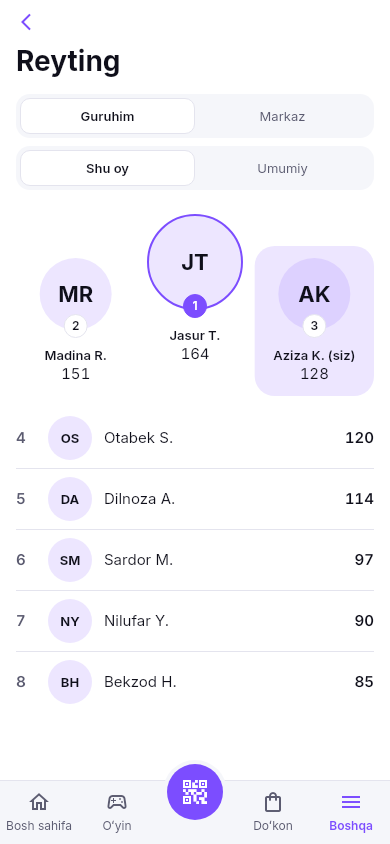 Reyting
Guruhim
Markaz
Shu oy
Umumiy
MR
2
Madina R.
151
JT
1
Jasur T.
164
AK
3
Aziza K. (siz)
128
4 OS Otabek S. 120
5 DA Dilnoza A. 114
6 SM Sardor M. 97
7 NY Nilufar Y. 90
8 BH Bekzod H. 85
Bosh sahifa
O‘yin
Do‘kon
Boshqa